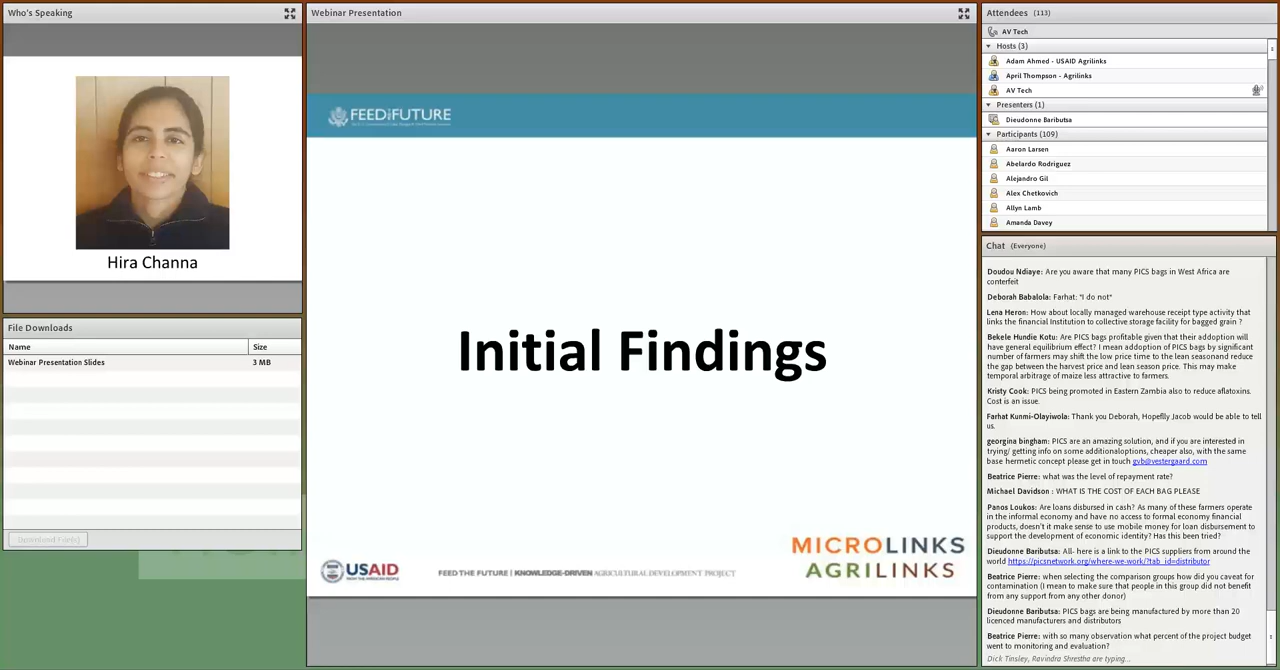 Who's Speaking
Hira Channa
File Downloads
Name
Size
Webinar Presentation Slides
3 MB
Download File(s)
Webinar Presentation
FEED THE FUTURE
Initial Findings
USAID
FROM THE AMERICAN PEOPLE
FEED THE FUTURE | KNOWLEDGE-DRIVEN AGRICULTURAL DEVELOPMENT PROJECT
MICROLINKS
AGRILINKS
Attendees (113)
AV Tech
Hosts (3)
Adam Ahmed - USAID Agrilinks
April Thompson - Agrilinks
AV Tech
Presenters (1)
Dieudonne Baributsa
Participants (109)
Aaron Larsen
Abelardo Rodriguez
Alejandro Gil
Alex Chetkovich
Allyn Lamb
Amanda Davey
Chat (Everyone)
Doudou Ndiaye: Are you aware that many PICS bags in West Africa are
conterfeit
Deborah Babalola: Farhat: "I do not"
Lena Heron: How about locally managed warehouse receipt type activity that
links the financial Institution to collective storage facility for bagged grain ?
Bekele Hundie Kotu: Are PICS bags profitable given that their addoption will
have general equilibrium effect? I mean addoption of PICS bags by significant
number of farmers may shift the low price time to the lean seasonand reduce
the gap between the harvest price and lean season price. This may make
temporal arbitrage of maize less attractive to farmers.
Kristy Cook: PICS being promoted in Eastern Zambia also to reduce aflatoxins.
Cost is an issue.
Farhat Kunmi-Olayiwola: Thank you Deborah, Hopeflly Jacob would be able to tell
us.
georgina bingham: PICS are an amazing solution, and if you are interested in
trying/ getting info on some additionaloptions, cheaper also, with the same
base hermetic concept please get in touch gvb@vestergaard.com
Beatrice Pierre: what was the level of repayment rate?
Michael Davidson : WHAT IS THE COST OF EACH BAG PLEASE
Panos Loukos: Are loans disbursed in cash? As many of these farmers operate
in the informal economy and have no access to formal economy financial
products, doesn't it make sense to use mobile money for loan disbursement to
support the development of economic identity? Has this been tried?
Dieudonne Baributsa: All- here is a link to the PICS suppliers from around the
world https://picsnetwork.org/where-we-work/?tab_id=distributor
Beatrice Pierre: when selecting the comparison groups how did you caveat for
contamination (I mean to make sure that people in this group did not benefit
from any support from any other donor)
Dieudonne Baributsa: PICS bags are being manufactured by more than 20
licenced manufacturers and distributors
Beatrice Pierre: with so many observation what percent of the project budget
went to monitoring and evaluation?
Dick Tinsley, Ravindra Shrestha are typing...